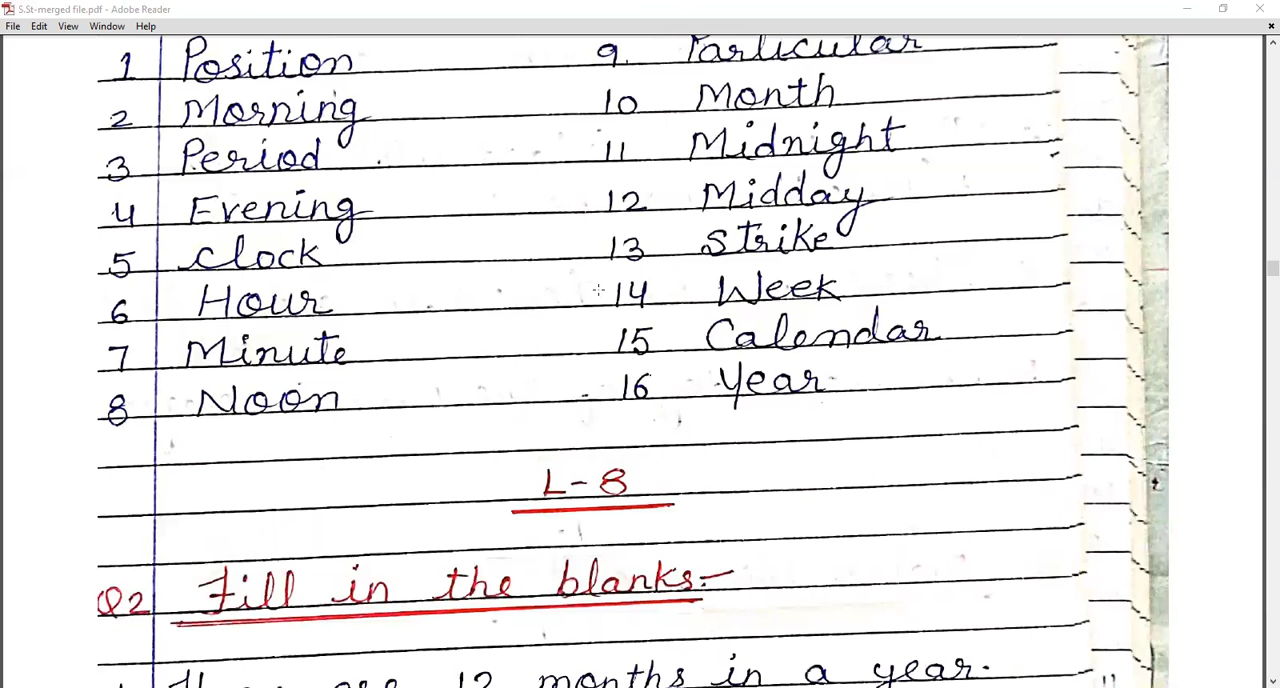 S.St-merged file.pdf - Adobe Reader
File Edit View Window Help
1 Position 9. Particular
2 Morning 10 Month
3 Period 11 Midnight
4 Evening 12 Midday
5 Clock 13 Strike
6 Hour 14 Week
7 Minute 15 Calendar
8 Noon 16 Year
L-8
Q2 Fill in the blanks:-
12 months in a year.